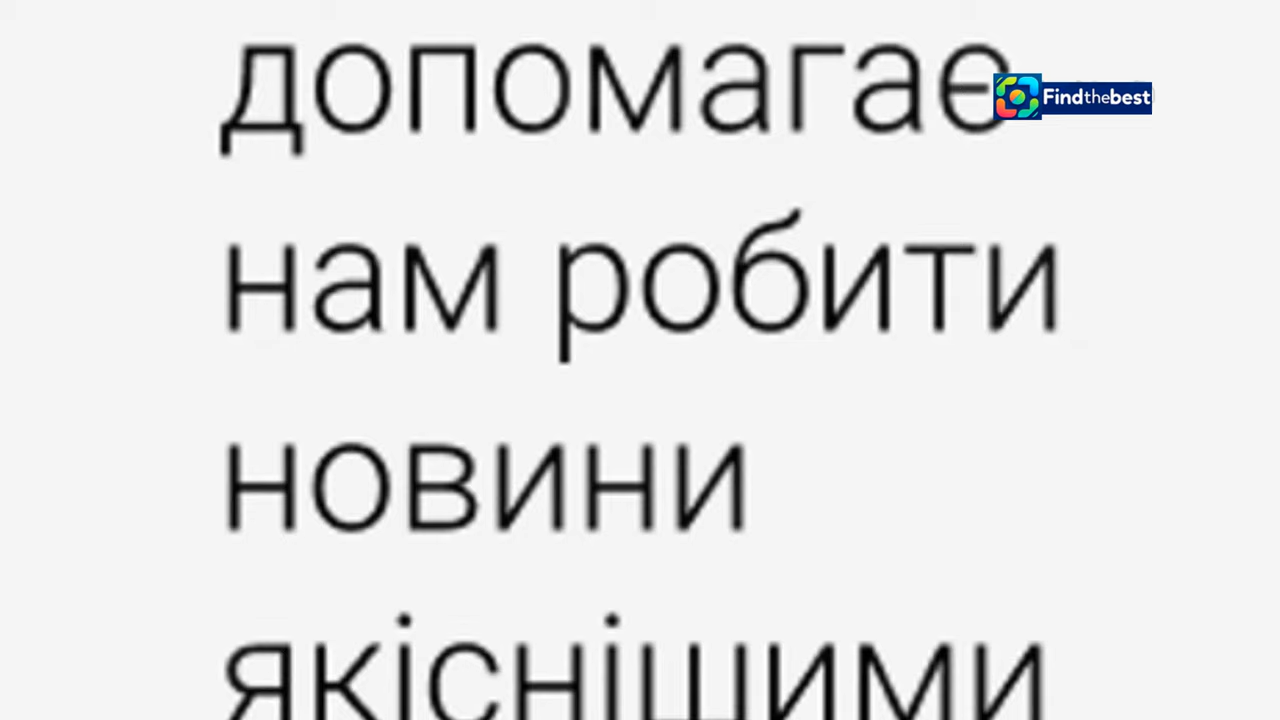 допомагає
Findthebest
нам робити
новини
якіснішими